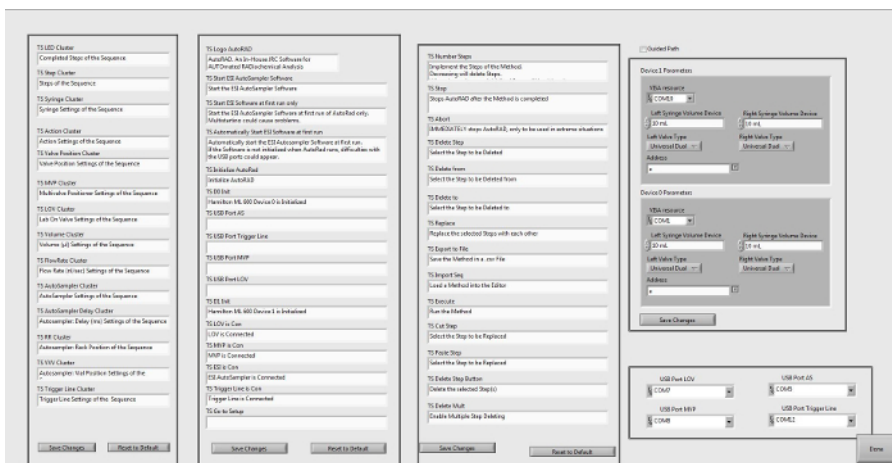 TS LED Cluster
Completed Steps of the Sequence
TS Step Cluster
Steps of the Sequence
TS Syringe Cluster
Syringe Settings of the Sequence
TS Action Cluster
Action Settings of the Sequence
TS Valve Position Cluster
Valve Position Settings of the Sequence
TS MVP Cluster
Multivalve Positioner Settings of the Sequence
TS LOV Cluster
Lab On Valve Settings of the Sequence
TS Volume Cluster
Volume (µl) Settings of the Sequence
TS FlowRate Cluster
Flow Rate (µl/sec) Settings of the Sequence
TS AutoSampler Cluster
AutoSampler Settings of the Sequence
TS AutoSampler Delay Cluster
Autosampler: Delay (ms) Settings of the Sequence
TS RR Cluster
Autosampler: Rack Position of the Sequence
TS VVV Cluster
Autosampler: Vial Position Settings of the
TS Trigger Line Cluster
Trigger Line Settings of the Sequence
Save Changes
Reset to Default
TS Logo AutoRAD
AutoRAD. An In-House JRC Software for
AUTOmated RADiochemical Analysis
TS Start ESI AutoSampler Software
Start the ESI AutoSampler Software
TS Start ESI Software at first run only
Start the ESI AutoSampler Software at first run of AutoRad only.
Multistartion could cause problems.
TS Automatically Start ESI Software at first run
Automatically start the ESI Autosampler Software at first run.
If the Software is not initialized when AutoRad runs, difficulties with
the USB ports could appear.
TS Initialize AutoRad
Initialize AutoRAD
TS D0 Init
Hamilton ML 600 Device 0 is Initialized
TS USB Port AS
TS USB Port Trigger Line
TS USB Port MVP
TS USB Port LOV
TS D1 Init
Hamilton ML 600 Device 1 is Initialized
TS LOV is Con
LOV is Connected
TS MVP is Con
MVP is Connected
TS ESI is Con
ESI AutoSampler is Connected
TS Trigger Line is Con
Trigger Line is Connected
TS Go to Setup
Save Changes
Reset to Default
TS Number Steps
Implement the Steps of the Method.
Decreasing will delete Steps.
TS Stop
Stops AutoRAD after the Method is completed
TS Abort
IMMEDIATELY stops AutoRAD, only to be used in extreme situations
TS Delete Step
Select the Step to be Deleted
TS Delete from
Select the Step to be Deleted from
TS Delete to
Select the Step to be Deleted to
TS Replace
Replace the selected Steps with each other
TS Export to File
Save the Method in a .csv File
TS Import Seq
Load a Method into the Editor
TS Execute
Run the Method
TS Cut Step
Select the Step to be Replaced
TS Paste Step
Select the Step to be Replaced
TS Delete Step Button
Delete the selected Step(s)
TS Delete Mult
Enable Multiple Step Deleting
Save Changes
Reset to Default
Guided Path
Device 1 Parameters
VISA resource
COM10
Left Syringe Volume Device
Right Syringe Volume Device
10 mL
10 mL
Left Valve Type
Right Valve Type
Universal Dual
Universal Dual
Address
a
Device 0 Parameters
VISA resource
COM1
Left Syringe Volume Device
Right Syringe Volume Device
10 mL
10 mL
Left Valve Type
Right Valve Type
Universal Dual
Universal Dual
Address
a
Save Changes
USB Port LOV
USB Port AS
COM7
COM5
USB Port MVP
USB Port Trigger Line
COM8
COM12
Done